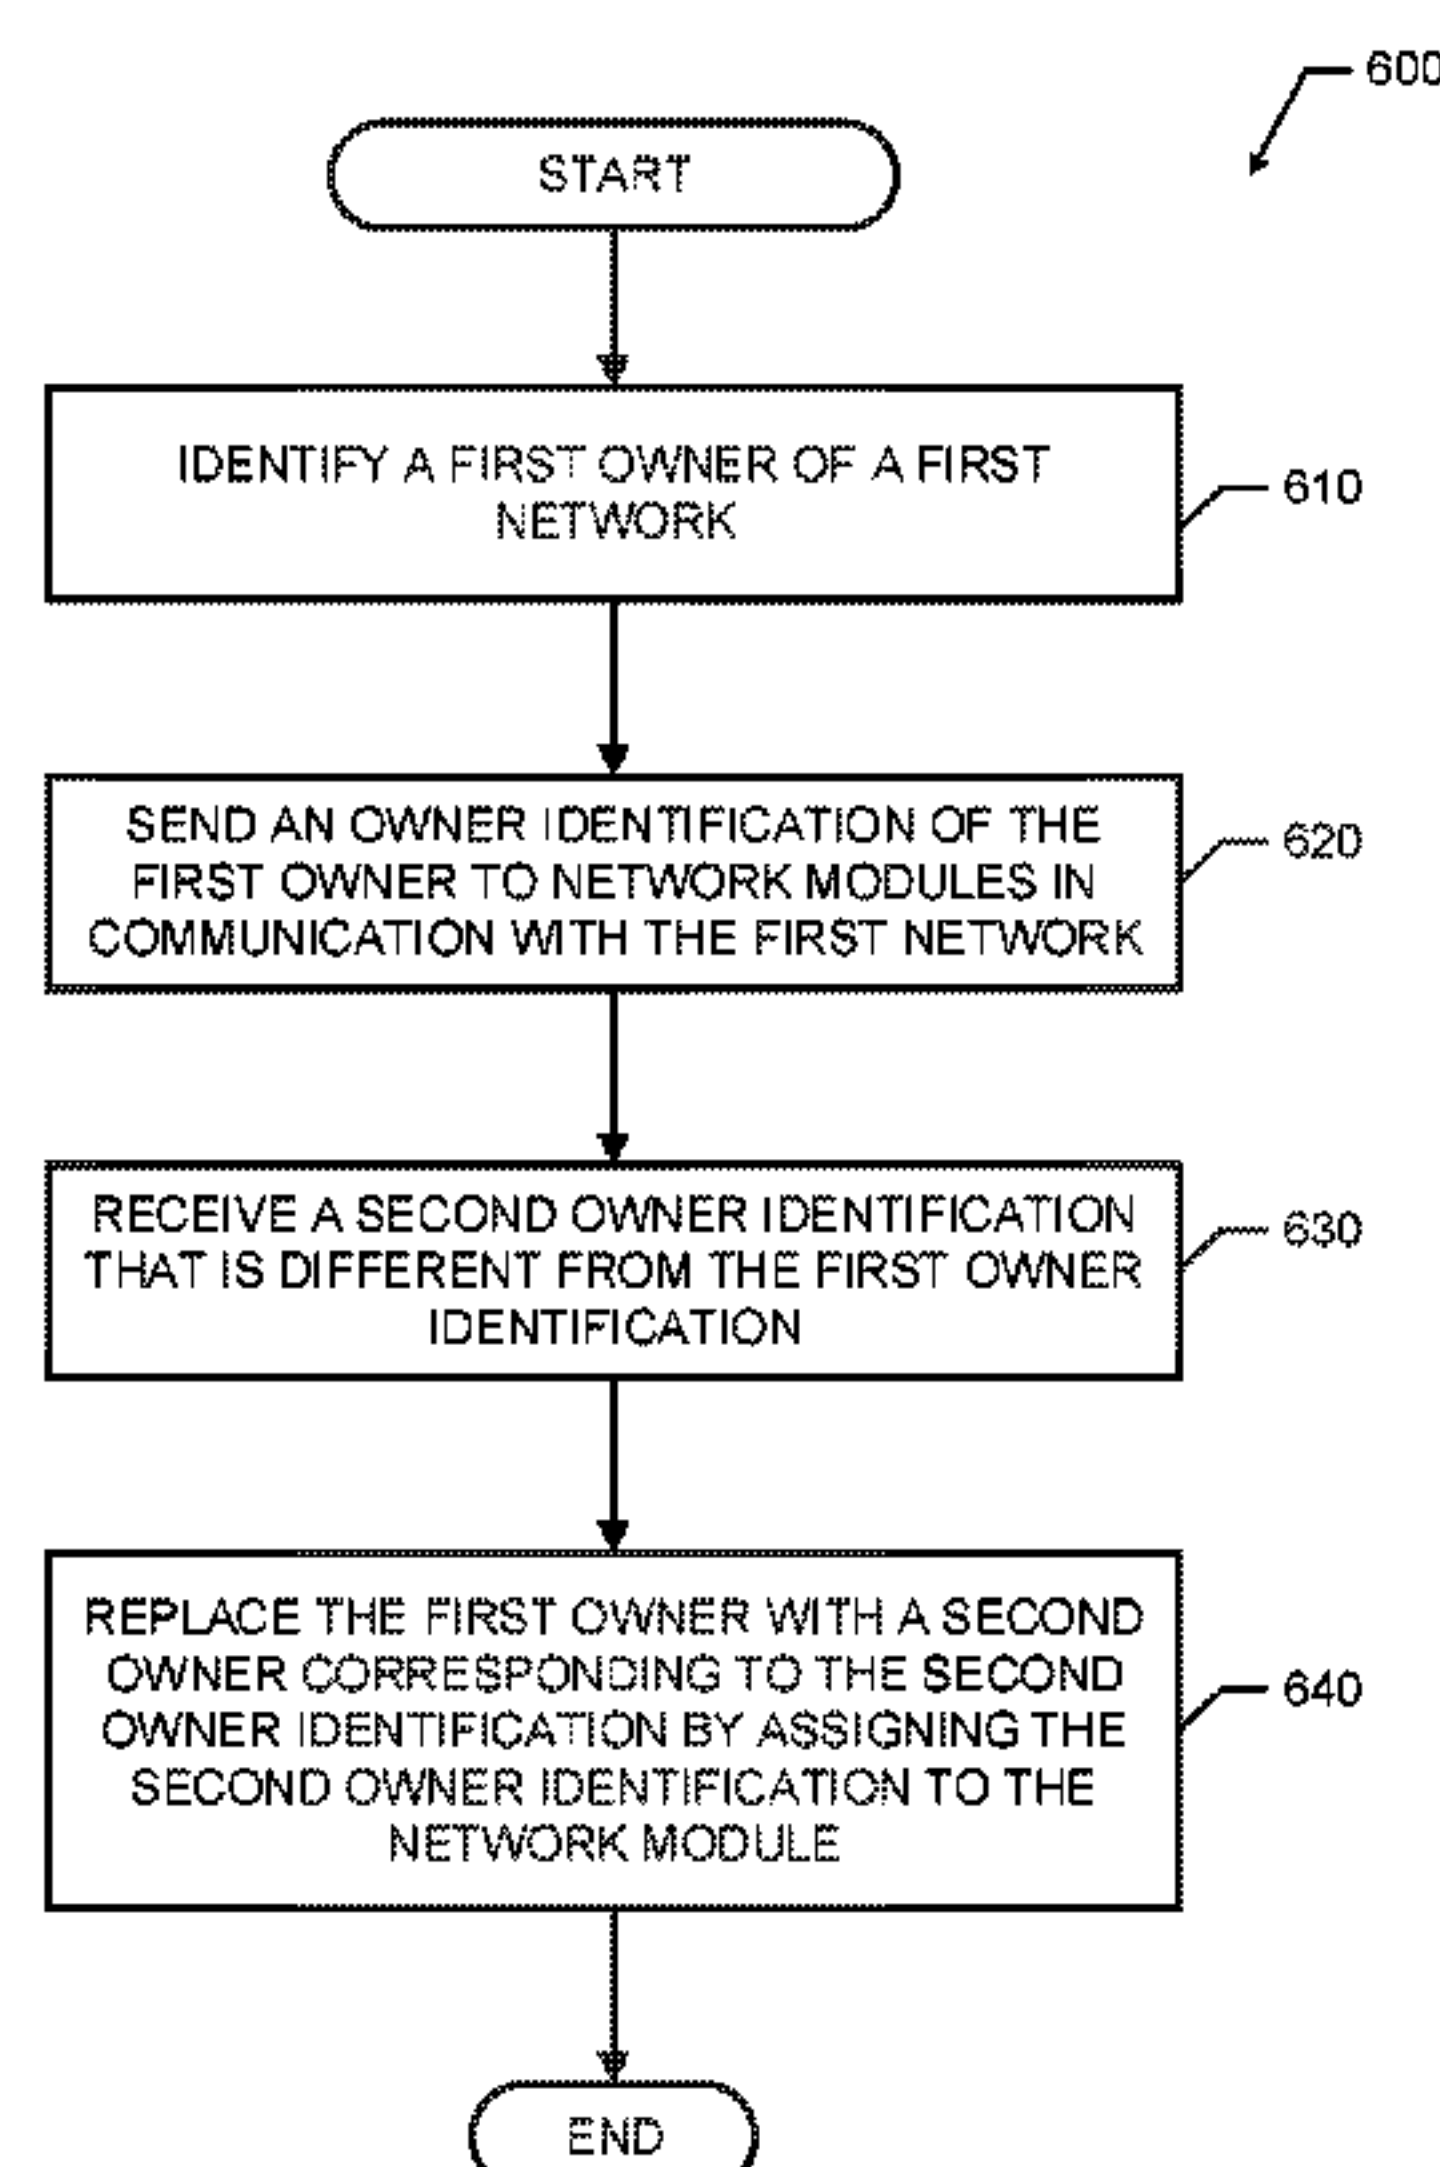 600
START
IDENTIFY A FIRST OWNER OF A FIRST
NETWORK
610
SEND AN OWNER IDENTIFICATION OF THE
FIRST OWNER TO NETWORK MODULES IN
COMMUNICATION WITH THE FIRST NETWORK
620
RECEIVE A SECOND OWNER IDENTIFICATION
THAT IS DIFFERENT FROM THE FIRST OWNER
IDENTIFICATION
630
REPLACE THE FIRST OWNER WITH A SECOND
OWNER CORRESPONDING TO THE SECOND
OWNER IDENTIFICATION BY ASSIGNING THE
SECOND OWNER IDENTIFICATION TO THE
NETWORK MODULE
640
END